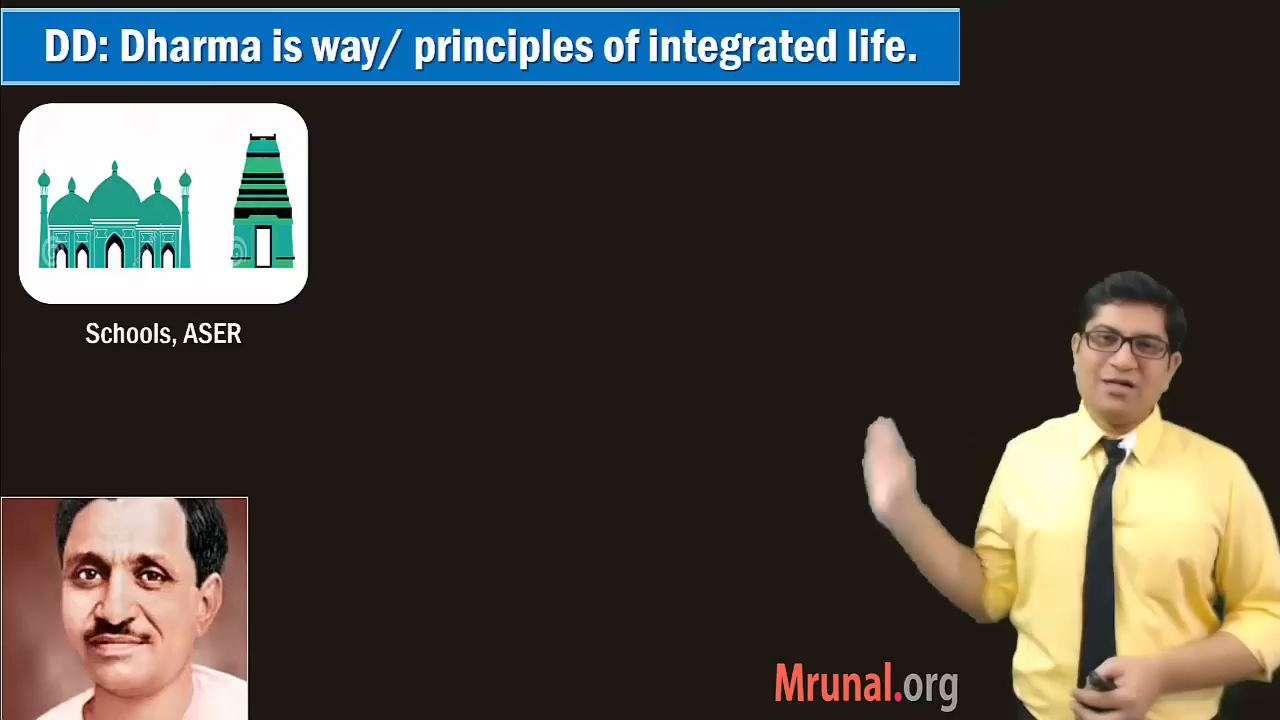 DD: Dharma is way/ principles of integrated life.
Schools, ASER
Mrunal.org